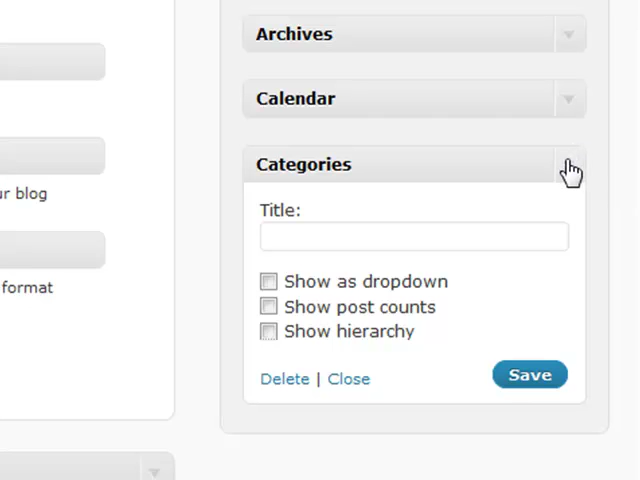 Archives
Calendar
Categories
ur blog
Title:
Show as dropdown
format
Show post counts
Show hierarchy
Delete | Close
Save